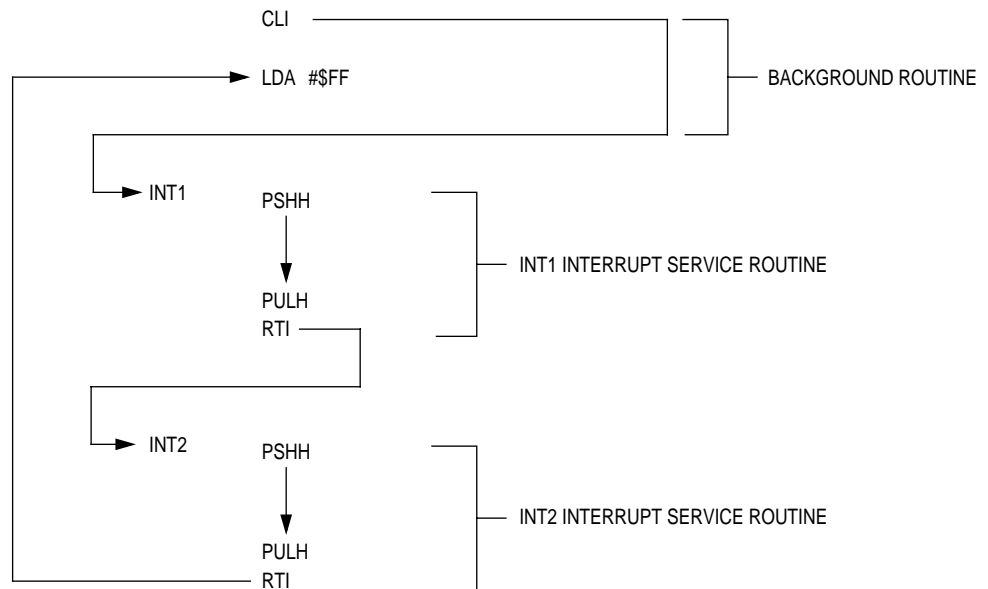 CLI
LDA #$FF
BACKGROUND ROUTINE
INT1
PSHH
INT1 INTERRUPT SERVICE ROUTINE
PULH
RTI
INT2
PSHH
INT2 INTERRUPT SERVICE ROUTINE
PULH
RTI